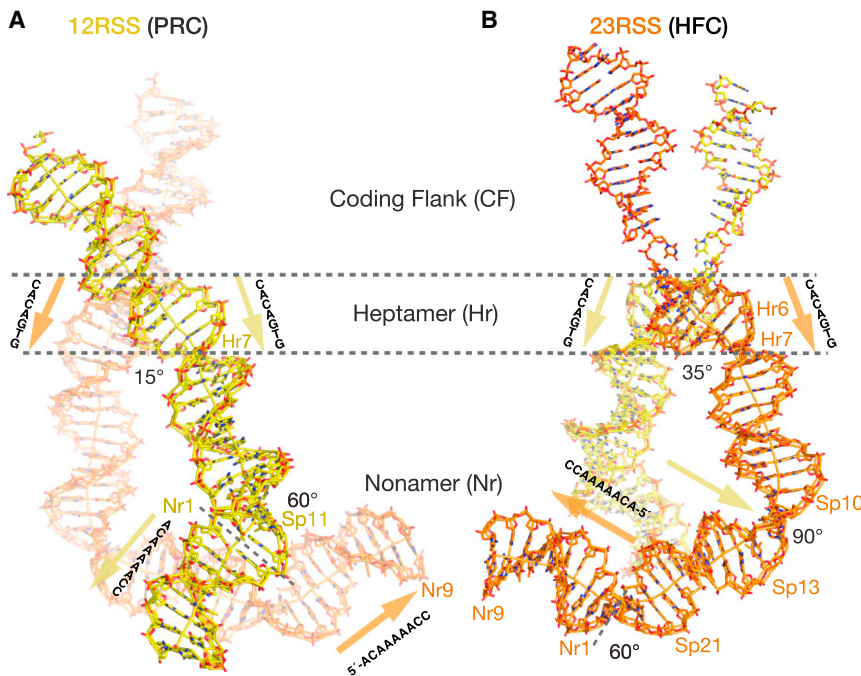 A
12RSS (PRC)
B
23RSS (HFC)
Coding Flank (CF)
CACAGTG
CACAGTG
Heptamer (Hr)
Hr7
15°
CACAGTG
CACAGTG
Hr6
Hr7
35°
Nonamer (Nr)
Nr1
60°
Sp11
ACAAAAACC
Nr9
5´-ACAAAAACC
CCAAAAACA-5´
Sp10
90°
Sp13
Nr9
Nr1
60°
Sp21